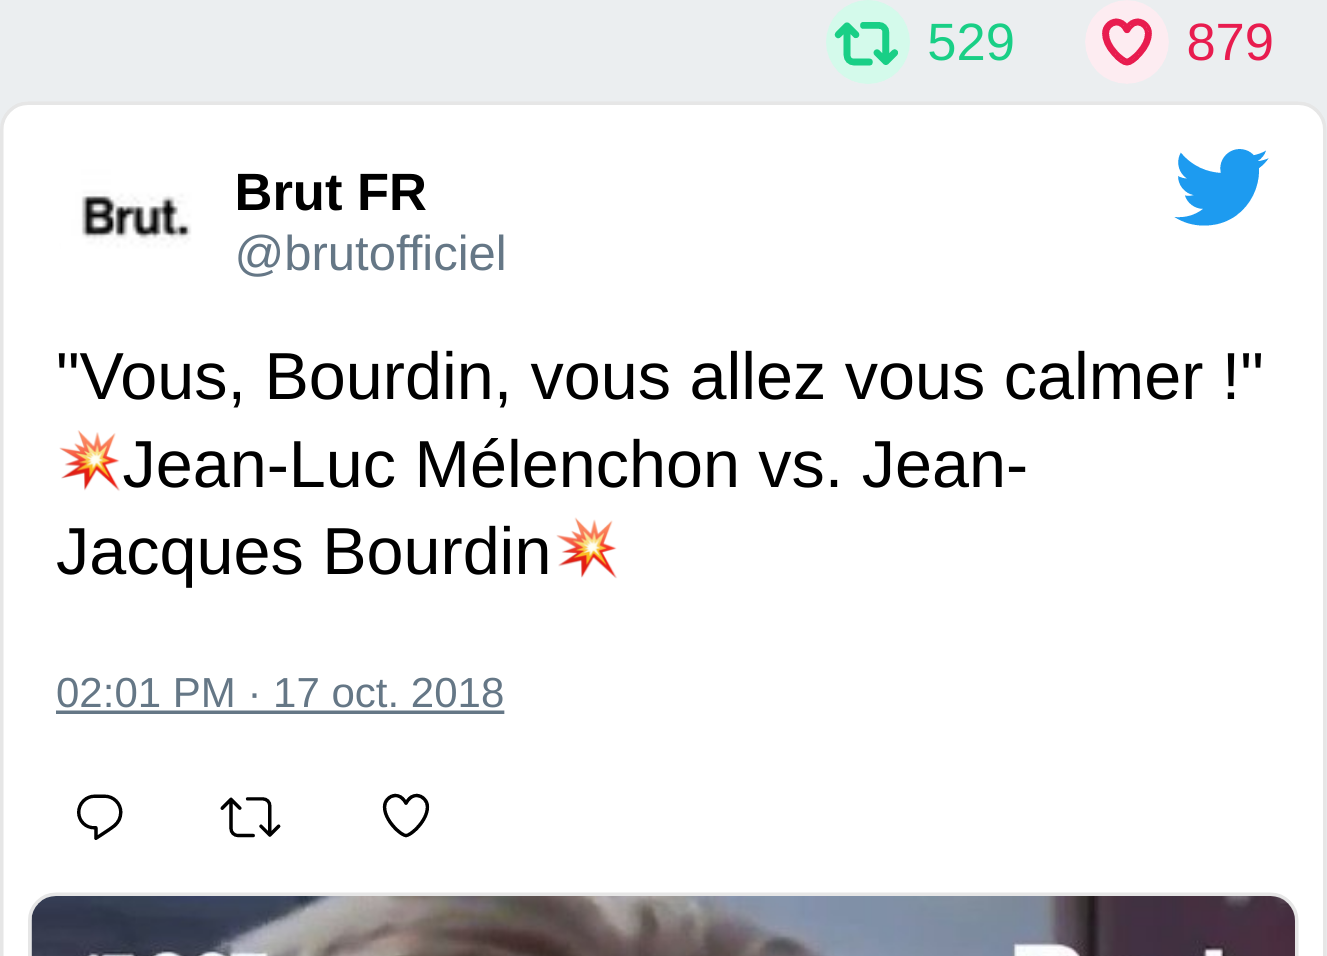 529 879
Brut.
Brut FR
@brutofficiel
"Vous, Bourdin, vous allez vous calmer !"
💥Jean-Luc Mélenchon vs. Jean-
Jacques Bourdin💥
02:01 PM · 17 oct. 2018